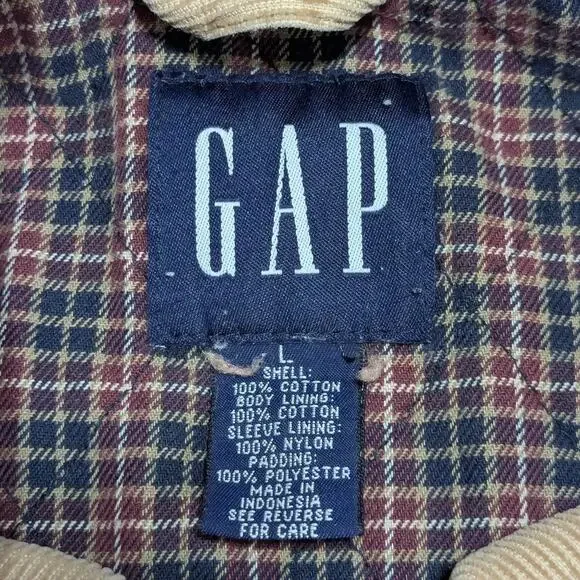 GAP
L
SHELL:
100% COTTON
BODY LINING:
100% COTTON
SLEEVE LINING:
100% NYLON
PADDING:
100% POLYESTER
MADE IN
INDONESIA
SEE REVERSE
FOR CARE